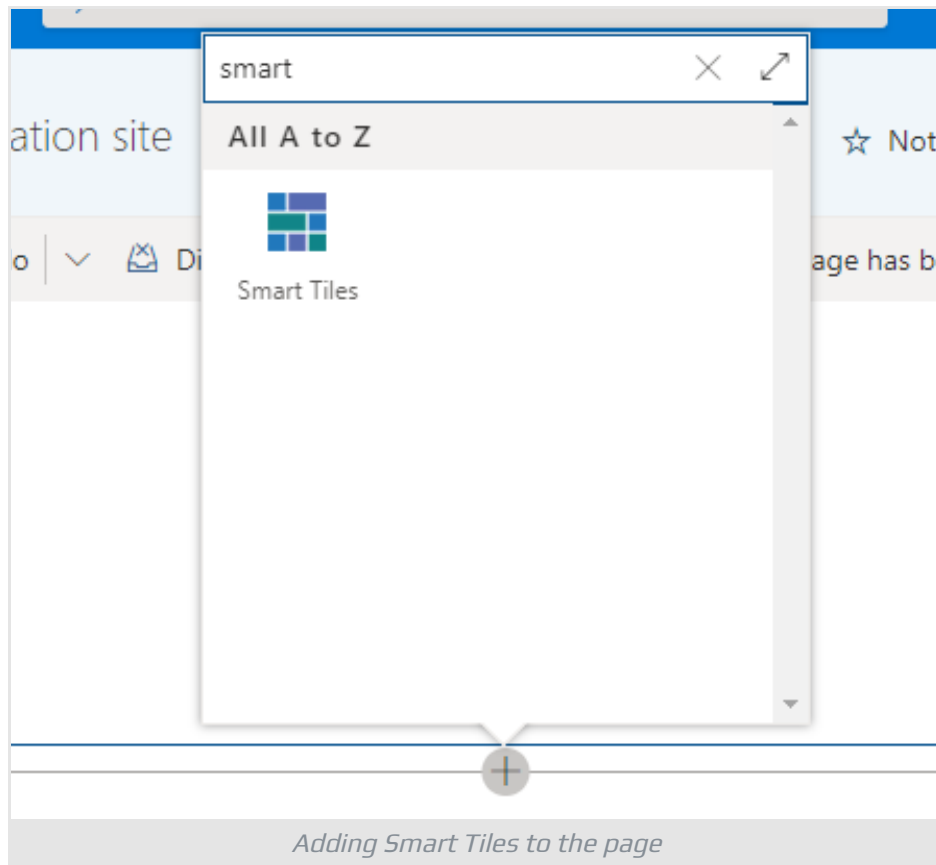 smart
ation site
All A to Z
Not
Smart Tiles
o
Di
age has b
Adding Smart Tiles to the page